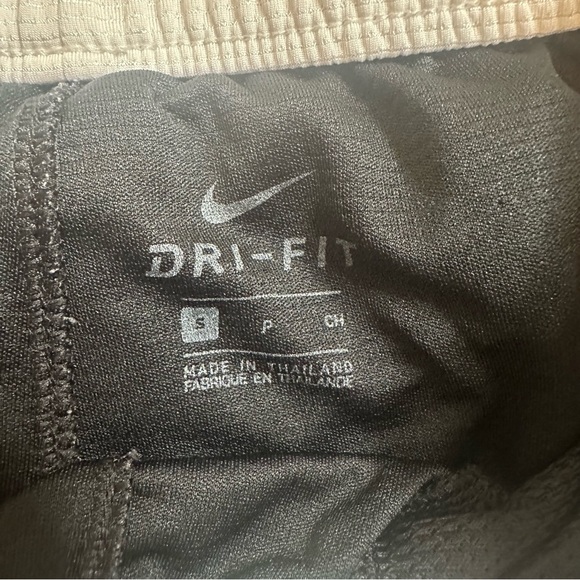 DRI-FIT
S P CH
MADE IN THAILAND
FABRIQUE EN THAILANDE